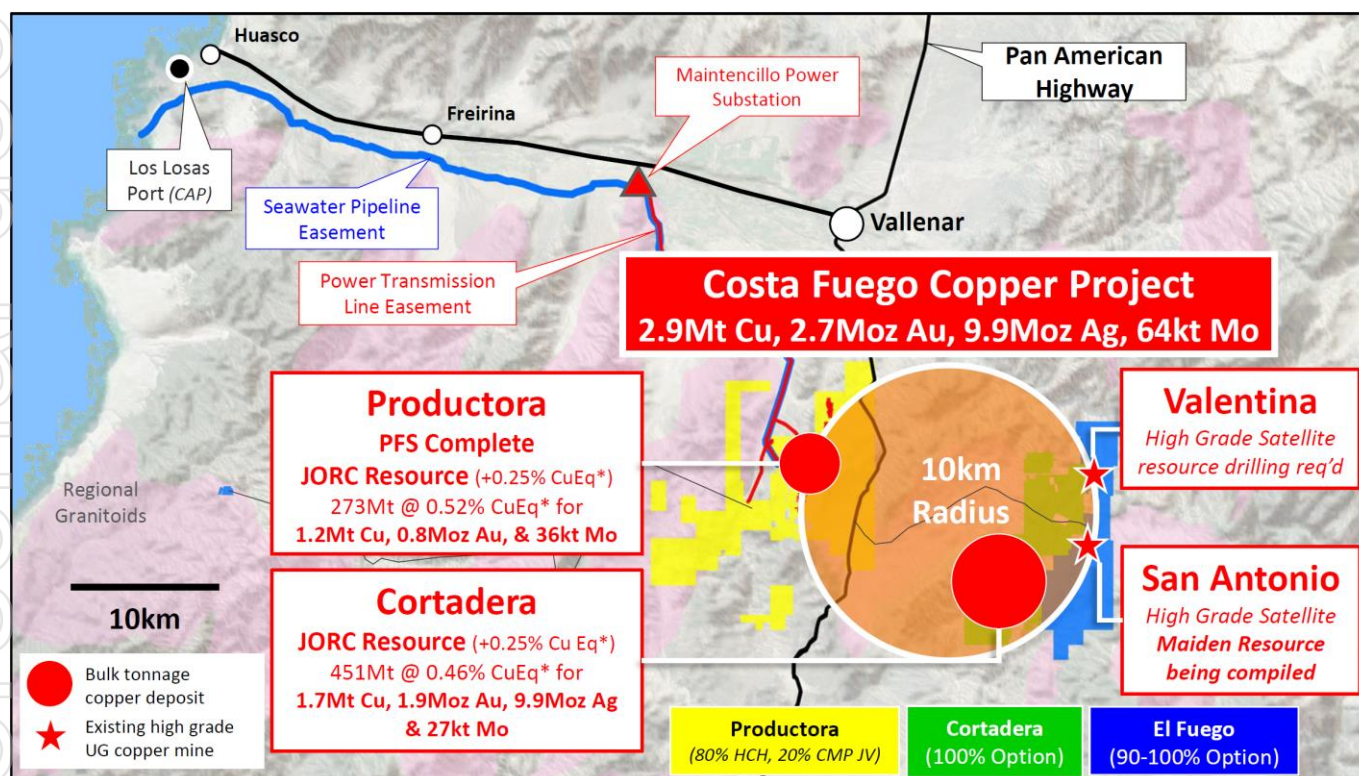 Huasco
Pan American
Highway
Maintencillo Power
Substation
Freirina
Los Losas
Port (CAP)
Seawater Pipeline
Easement
Vallenar
Power Transmission
Line Easement
Costa Fuego Copper Project
2.9Mt Cu, 2.7Moz Au, 9.9Moz Ag, 64kt Mo
Productora
PFS Complete
JORC Resource (+0.25% CuEq*)
273Mt @ 0.52% CuEq* for
1.2Mt Cu, 0.8Moz Au, & 36kt Mo
Valentina
High Grade Satellite
resource drilling req'd
10km
Radius
Regional
Granitoids
10km
Cortadera
JORC Resource (+0.25% Cu Eq*)
451Mt @ 0.46% CuEq* for
1.7Mt Cu, 1.9Moz Au, 9.9Moz Ag
& 27kt Mo
San Antonio
High Grade Satellite
Maiden Resource
being compiled
Bulk tonnage
copper deposit
Existing high grade
UG copper mine
Productora
(80% HCH, 20% CMP JV)
Cortadera
(100% Option)
El Fuego
(90-100% Option)